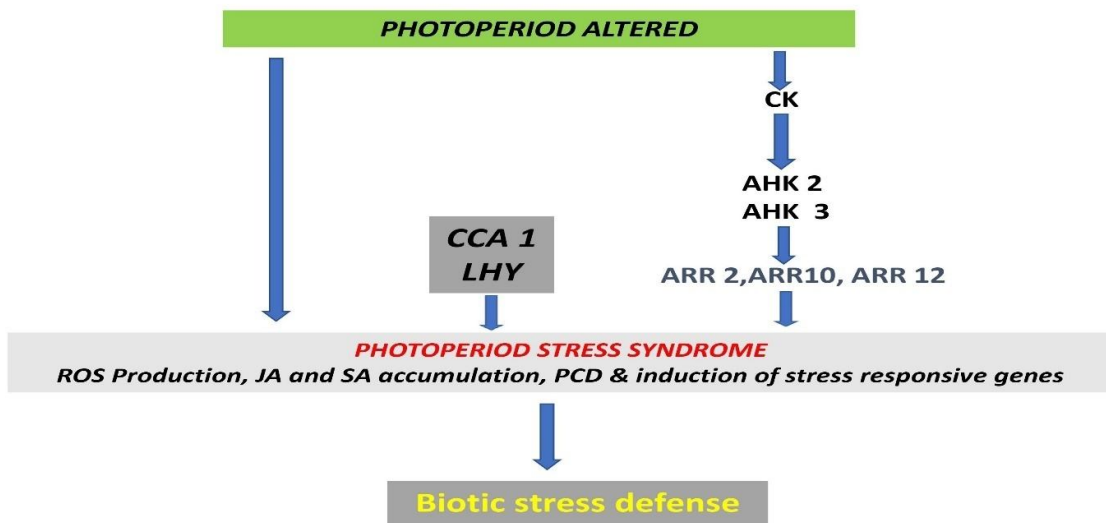 PHOTOPERIOD ALTERED
CK
AHK 2
AHK 3
CCA 1
LHY
ARR 2,ARR10, ARR 12
PHOTOPERIOD STRESS SYNDROME
ROS Production, JA and SA accumulation, PCD & induction of stress responsive genes
Biotic stress defense